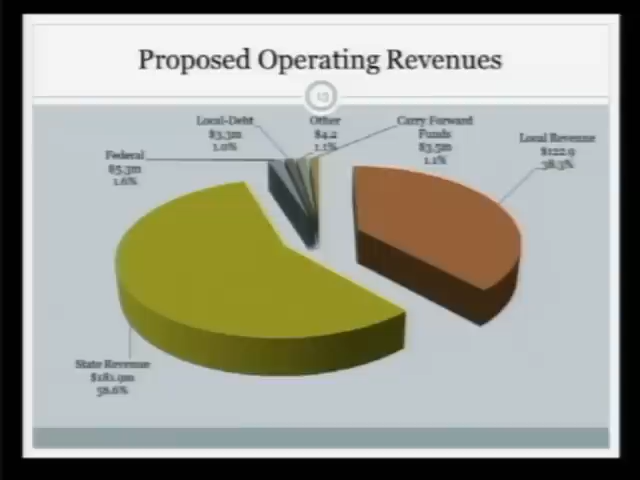 Proposed Operating Revenues
13
Local-Debt
$3.3m
1.0%
Other
$4.2
1.1%
Carry Forward
Funds
$3.5m
1.1%
Local Revenue
$122.9
38.3%
Federal
$5.3m
1.6%
State Revenue
$181.9m
56.6%